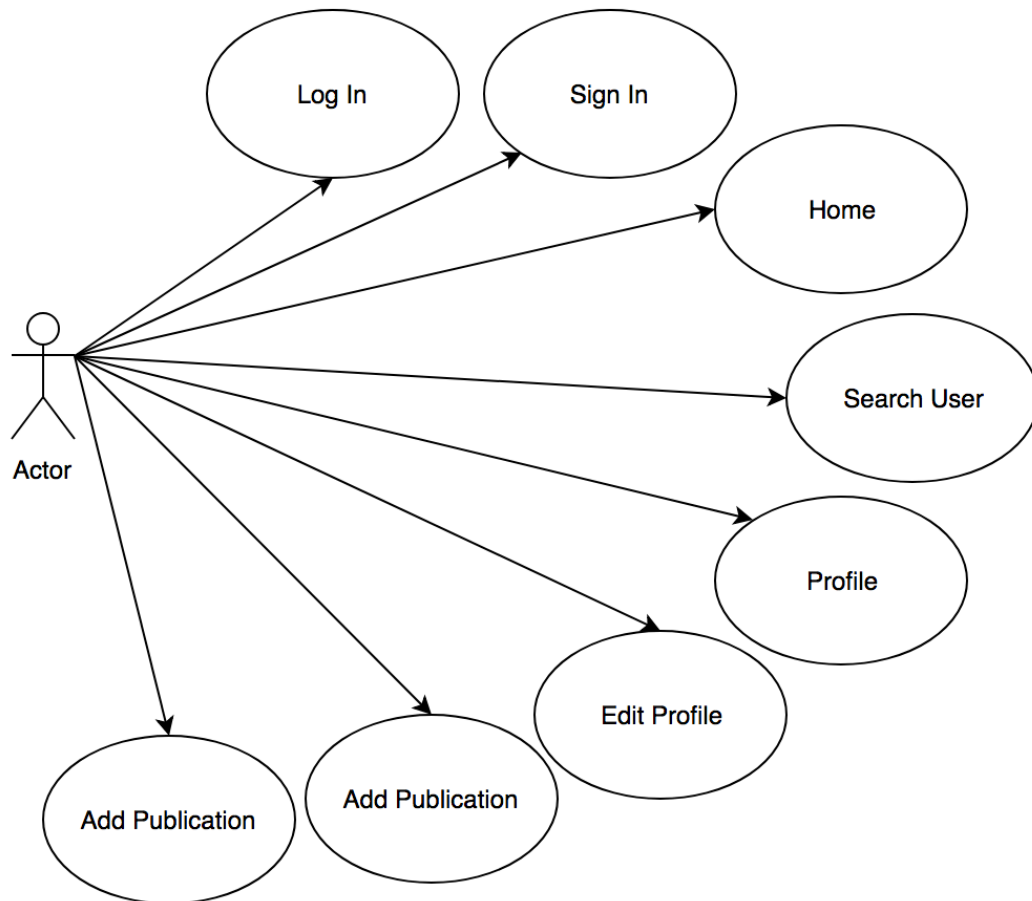 Log In
Sign In
Home
Search User
Actor
Profile
Edit Profile
Add Publication
Add Publication